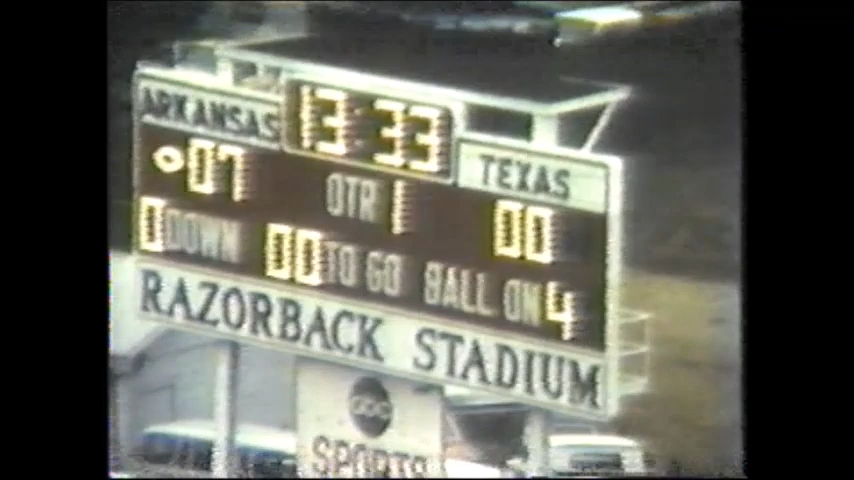 ARKANSAS 13 33 TEXAS
07 QTR 1 00
0 DOWN 00 TO GO BALL ON 4
RAZORBACK STADIUM
abc
SPORTS